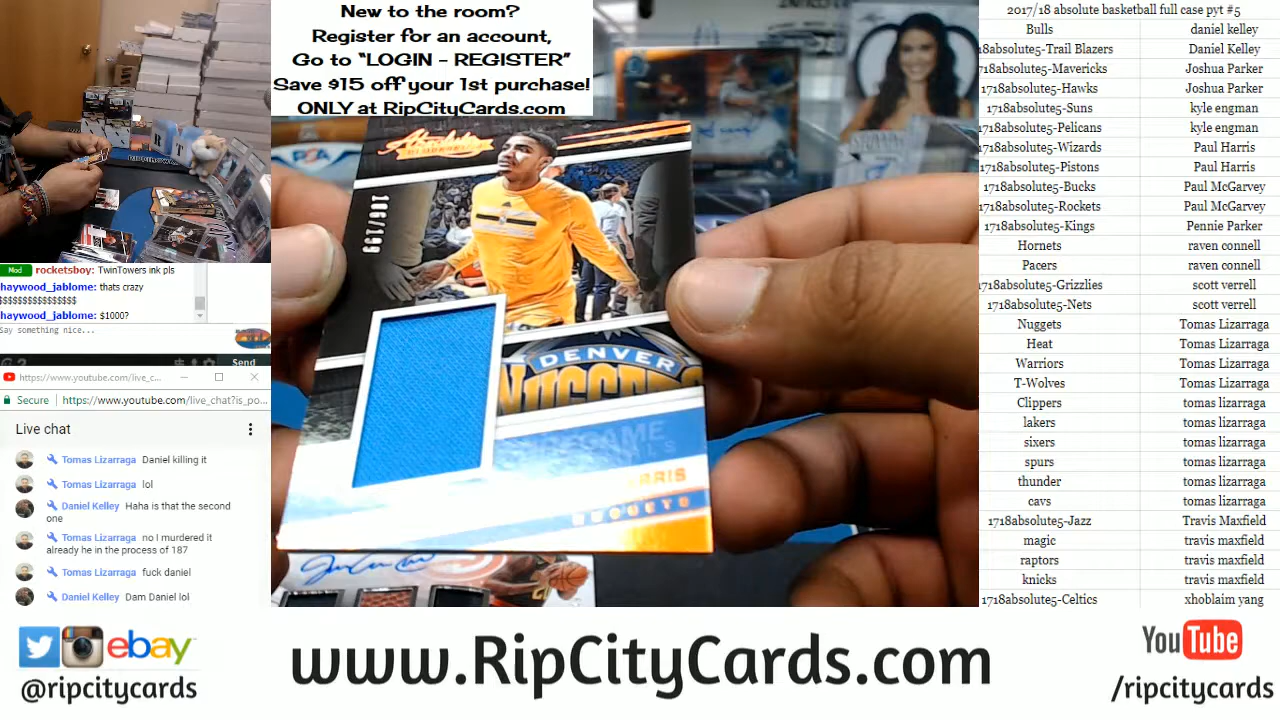 New to the room?
Register for an account,
Go to “LOGIN - REGISTER”
Save $15 off your 1st purchase!
ONLY at RipCityCards.com
Mod rocketsboy: TwinTowers ink pls
haywood_jablome: thats crazy
$$$$$$$$$$$$$$$$
haywood_jablome: $1000?
Say something nice...
Send
https://www.youtube.com/live_c...
Secure https://www.youtube.com/live_chat?is_po...
Live chat
Tomas Lizarraga Daniel killing it
Tomas Lizarraga lol
Daniel Kelley Haha is that the second
one
Tomas Lizarraga no I murdered it
already he in the process of 187
Tomas Lizarraga fuck daniel
Daniel Kelley Dam Daniel lol
PSA
Absolute
MEMORABILIA
186/199
DENVER
NUGGETS
NUGGETS
2017/18 absolute basketball full case pyt #5
Bulls daniel kelley
18absolute5-Trail Blazers Daniel Kelley
1718absolute5-Mavericks Joshua Parker
1718absolute5-Hawks Joshua Parker
1718absolute5-Suns kyle engman
1718absolute5-Pelicans kyle engman
1718absolute5-Wizards Paul Harris
1718absolute5-Pistons Paul Harris
1718absolute5-Bucks Paul McGarvey
1718absolute5-Rockets Paul McGarvey
1718absolute5-Kings Pennie Parker
Hornets raven connell
Pacers raven connell
18absolute5-Grizzlies scott verrell
1718absolute5-Nets scott verrell
Nuggets Tomas Lizarraga
Heat Tomas Lizarraga
Warriors Tomas Lizarraga
T-Wolves Tomas Lizarraga
Clippers tomas lizarraga
lakers tomas lizarraga
sixers tomas lizarraga
spurs tomas lizarraga
thunder tomas lizarraga
cavs tomas lizarraga
1718absolute5-Jazz Travis Maxfield
magic travis maxfield
raptors travis maxfield
knicks travis maxfield
1718absolute5-Celtics xhoblaim yang
ebay
@ripcitycards
www.RipCityCards.com
YouTube
/ripcitycards